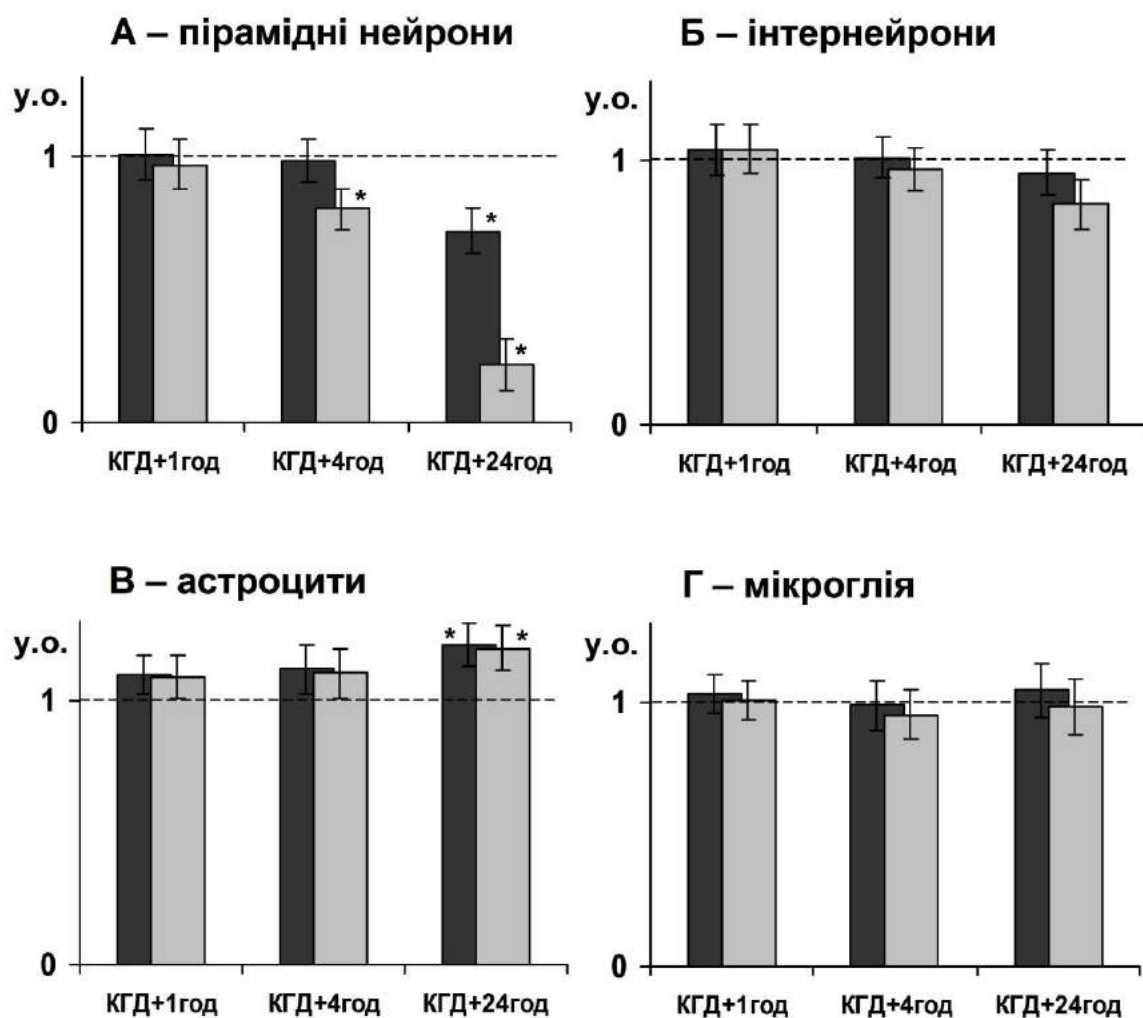 А – пірамідні нейрони
у.о.
1
*
*
*
0
КГД+1год КГД+4год КГД+24год
Б – інтернейрони
у.о.
1
0
КГД+1год КГД+4год КГД+24год
В – астроцити
у.о.
* *
1
0
КГД+1год КГД+4год КГД+24год
Г – мікроглія
у.о.
1
0
КГД+1год КГД+4год КГД+24год